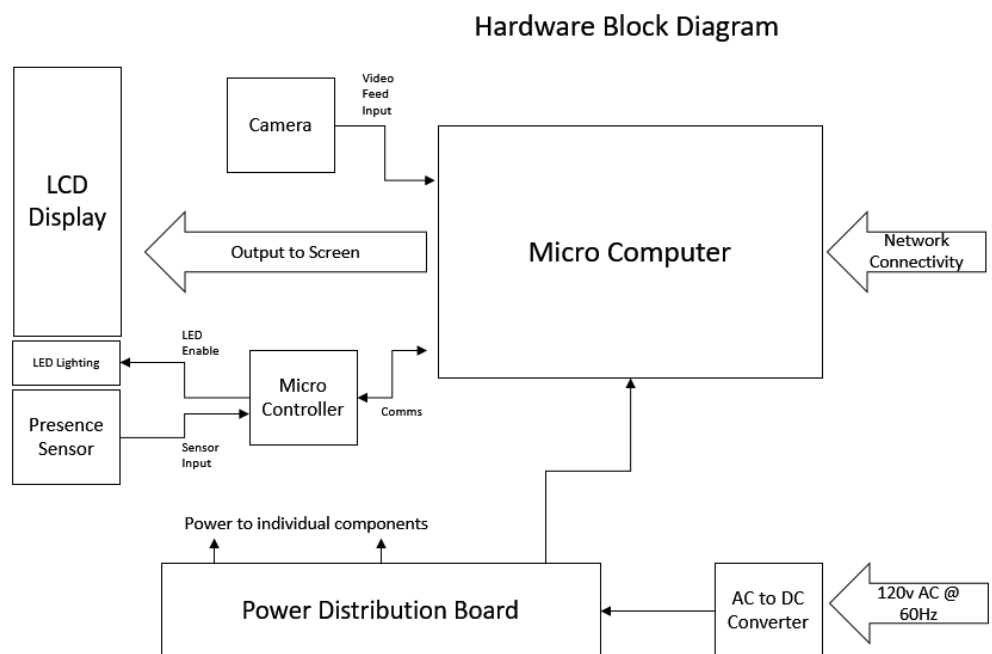 Hardware Block Diagram
Video
Feed
Input
Camera
LCD
Display
Micro Computer
Output to Screen
Network
Connectivity
LED
Enable
LED Lighting
Micro
Controller
Comms
Presence
Sensor
Sensor
Input
Power to individual components
Power Distribution Board
AC to DC
Converter
120v AC @
60Hz